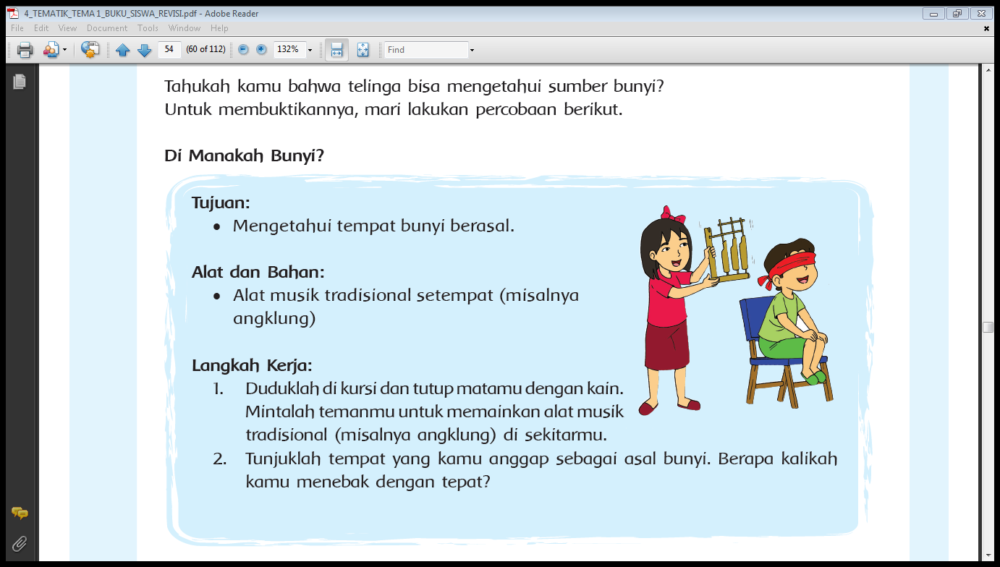 4_TEMATIK_TEMA 1_BUKU_SISWA_REVISI.pdf - Adobe Reader
File Edit View Document Tools Window Help
54 (60 of 112) 132% Find
Tahukah kamu bahwa telinga bisa mengetahui sumber bunyi?
Untuk membuktikannya, mari lakukan percobaan berikut.
Di Manakah Bunyi?
Tujuan:
• Mengetahui tempat bunyi berasal.
Alat dan Bahan:
• Alat musik tradisional setempat (misalnya
angklung)
Langkah Kerja:
1. Duduklah di kursi dan tutup matamu dengan kain.
Mintalah temanmu untuk memainkan alat musik
tradisional (misalnya angklung) di sekitarmu.
2. Tunjuklah tempat yang kamu anggap sebagai asal bunyi. Berapa kalikah
kamu menebak dengan tepat?